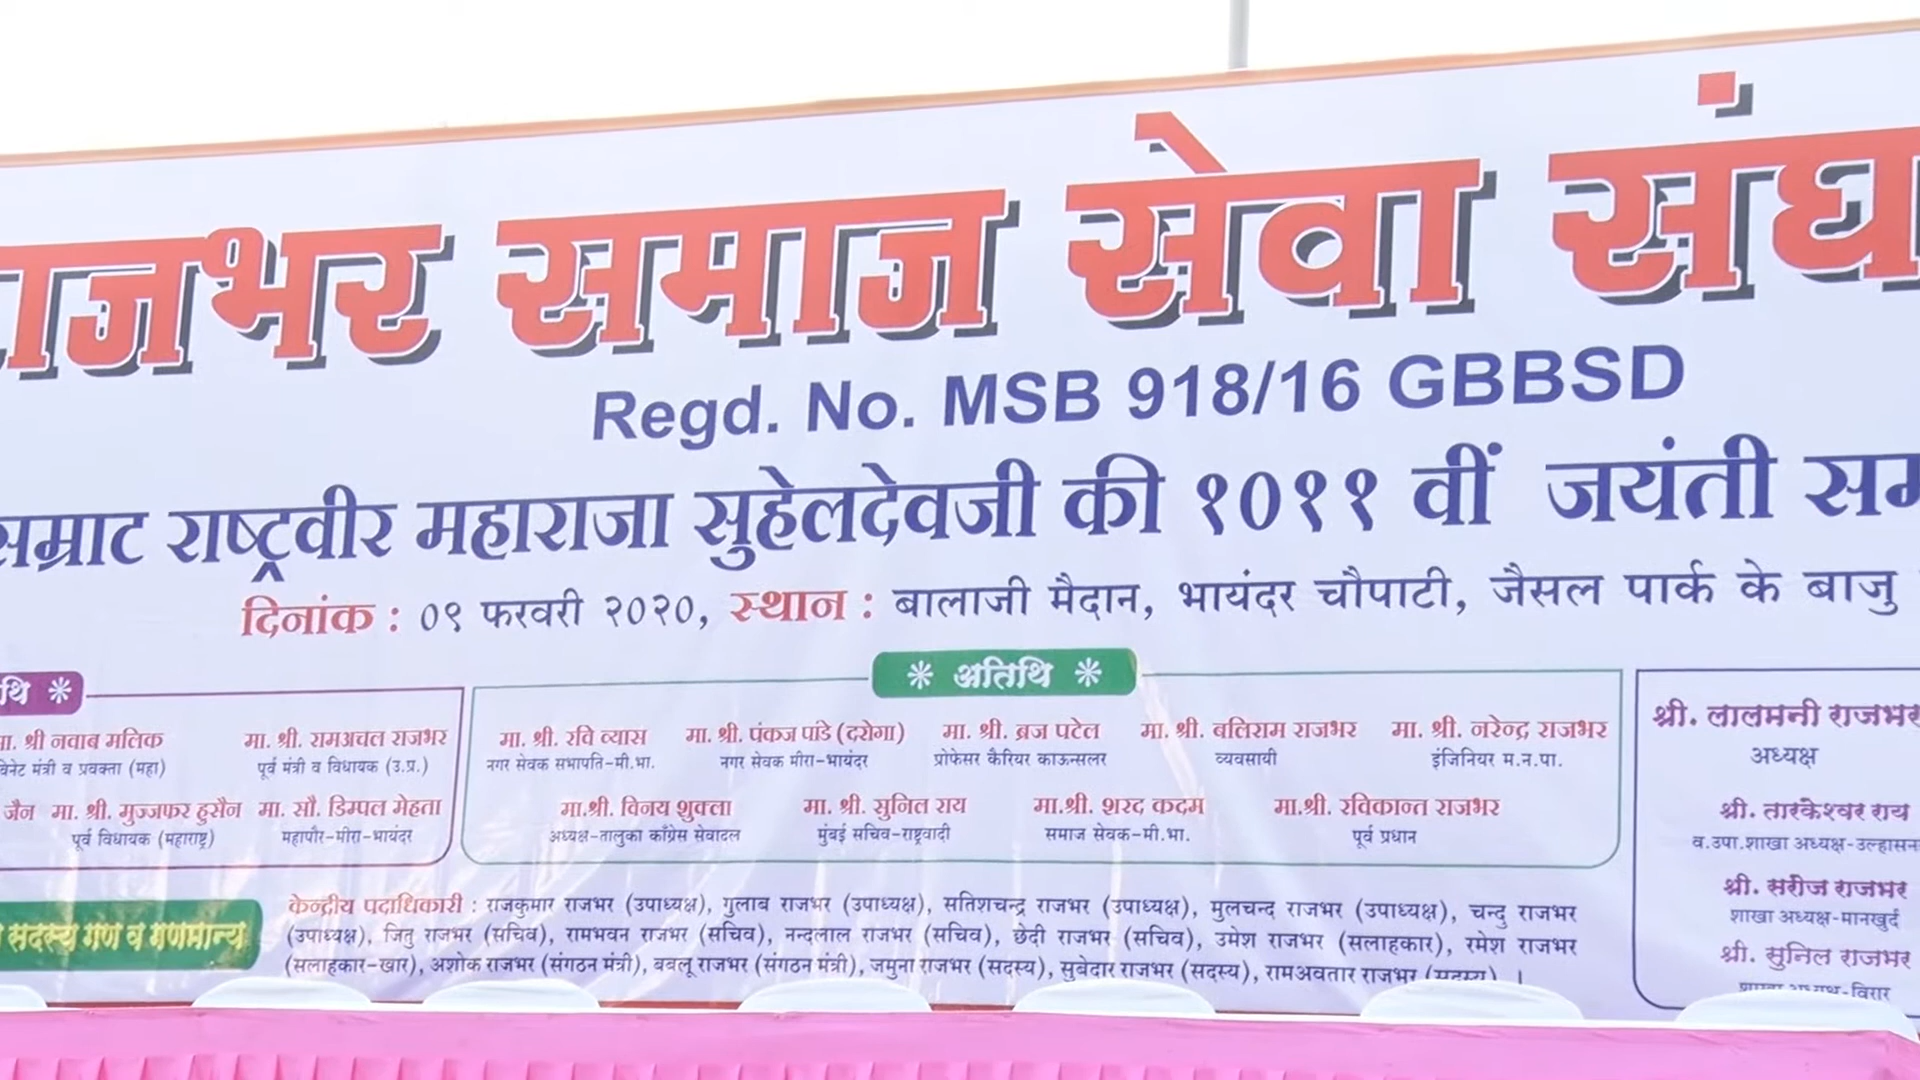 राजभर समाज सेवा संघ
Regd. No. MSB 918/16 GBBSD
सम्राट राष्ट्रवीर महाराजा सुहेलदेवजी की १०११ वीं जयंती
दिनांक : ०९ फरवरी २०२०, स्थान : बालाजी मैदान, भायंदर चौपाटी, जैसल पार्क के बाजु
मा. श्री नवाब मलिक मा. श्री. रामअचल राजभर
मंत्री व प्रवक्ता (महा) पूर्व मंत्री व विधायक (उ.प्र.)
जैन मा. श्री. मुज्जफर हुसैन मा. सौ. डिम्पल मेहता
पूर्व विधायक (महाराष्ट्र) महापौर-मीरा-भायंदर
❋ अतिथि ❋
मा. श्री. रवि व्यास मा. श्री. पंकज पांडे (दरोगा) मा. श्री. ब्रज पटेल मा. श्री. बलिराम राजभर मा. श्री. नरेन्द्र राजभर
नगर सेवक सभापति-मी.भा. नगर सेवक मीरा-भायंदर प्रोफेसर कैरियर काऊन्सलर व्यवसायी इंजिनियर म.न.पा.
मा.श्री. विनय शुक्ला मा. श्री. सुनिल राय मा.श्री. शरद कदम मा.श्री. रविकान्त राजभर
अध्यक्ष-तालुका काँग्रेस सेवादल मुंबई सचिव-राष्ट्रवादी समाज सेवक-मी.भा. पूर्व प्रधान
श्री. लालमनी राजभर
अध्यक्ष
श्री. तारकेश्वर राय
व.उपा.शाखा अध्यक्ष-उल्हासन
श्री. सरोज राजभर
शाखा अध्यक्ष-मानखुर्द
श्री. सुनिल राजभर
शाखा अध्यक्ष-विरार
सदस्य गण व गणमान्य
केन्द्रीय पदाधिकारी : राजकुमार राजभर (उपाध्यक्ष), गुलाब राजभर (उपाध्यक्ष), सतिशचन्द्र राजभर (उपाध्यक्ष), मुलचन्द राजभर (उपाध्यक्ष), चन्दु राजभर
(उपाध्यक्ष), जितु राजभर (सचिव), रामभवन राजभर (सचिव), नन्दलाल राजभर (सचिव), छेदी राजभर (सचिव), उमेश राजभर (सलाहकार), रमेश राजभर
(सलाहकार-खार), अशोक राजभर (संगठन मंत्री), बबलू राजभर (संगठन मंत्री), जमुना राजभर (सदस्य), सुबेदार राजभर (सदस्य), रामअवतार राजभर (सदस्य) ।